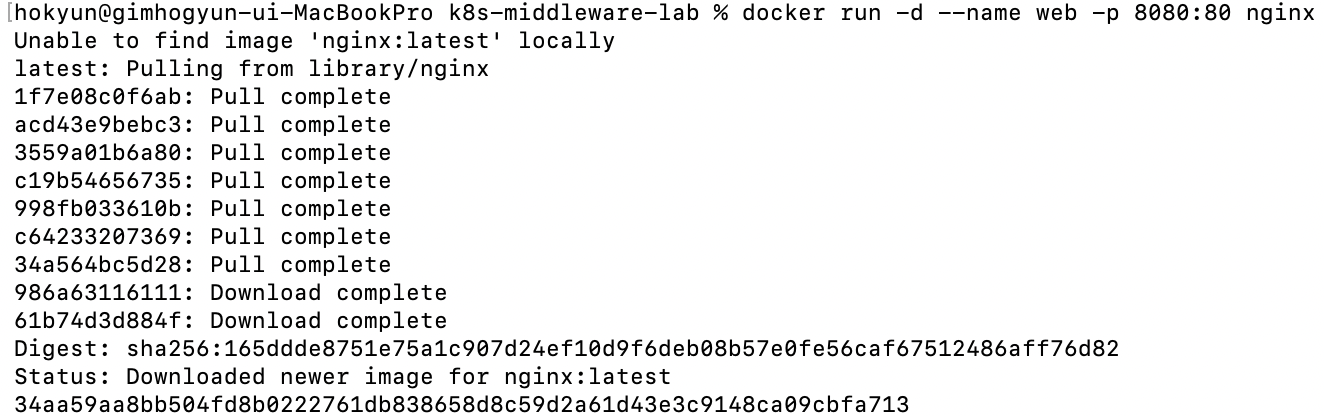 [hokyun@gimhogyun-ui-MacBookPro k8s-middleware-lab % docker run -d --name web -p 8080:80 nginx
Unable to find image 'nginx:latest' locally
latest: Pulling from library/nginx
1f7e08c0f6ab: Pull complete
acd43e9bebc3: Pull complete
3559a01b6a80: Pull complete
c19b54656735: Pull complete
998fb033610b: Pull complete
c64233207369: Pull complete
34a564bc5d28: Pull complete
986a63116111: Download complete
61b74d3d884f: Download complete
Digest: sha256:165ddde8751e75a1c907d24ef10d9f6deb08b57e0fe56caf67512486aff76d82
Status: Downloaded newer image for nginx:latest
34aa59aa8bb504fd8b0222761db838658d8c59d2a61d43e3c9148ca09cbfa713